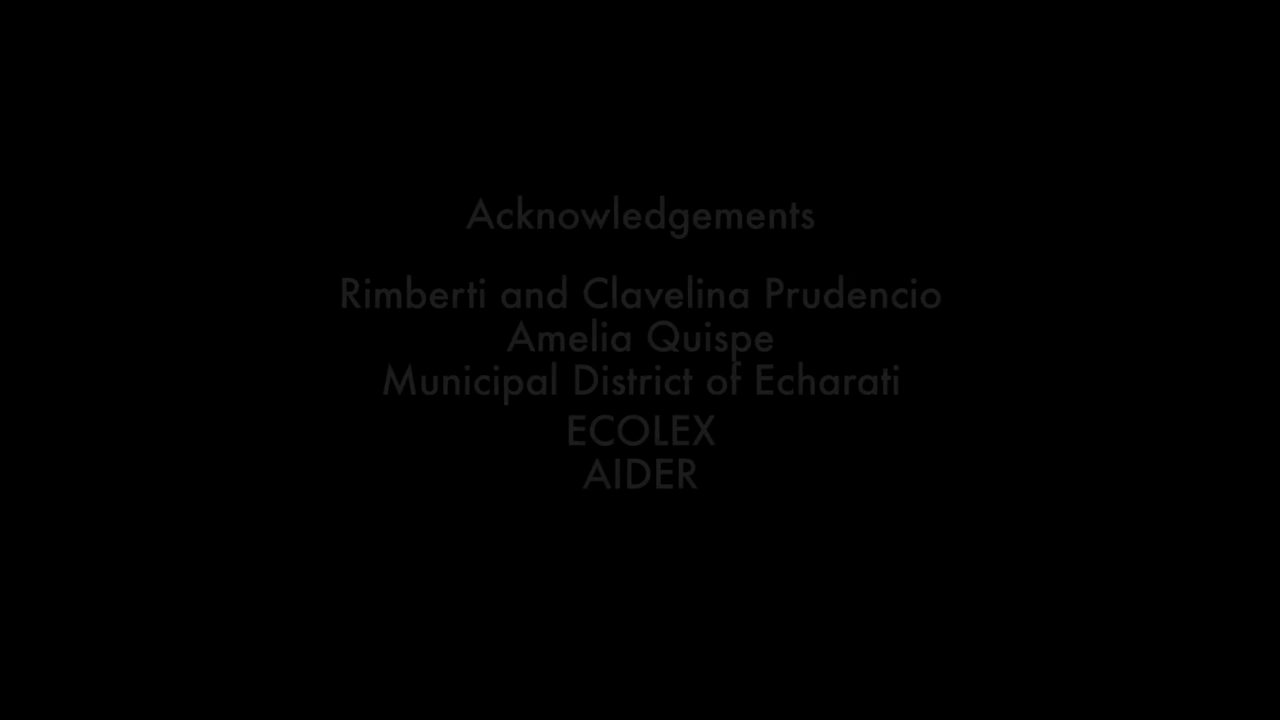 Acknowledgements
Rimberti and Clavelina Prudencio
Amelia Quispe
Municipal District of Echarati
ECOLEX
AIDER